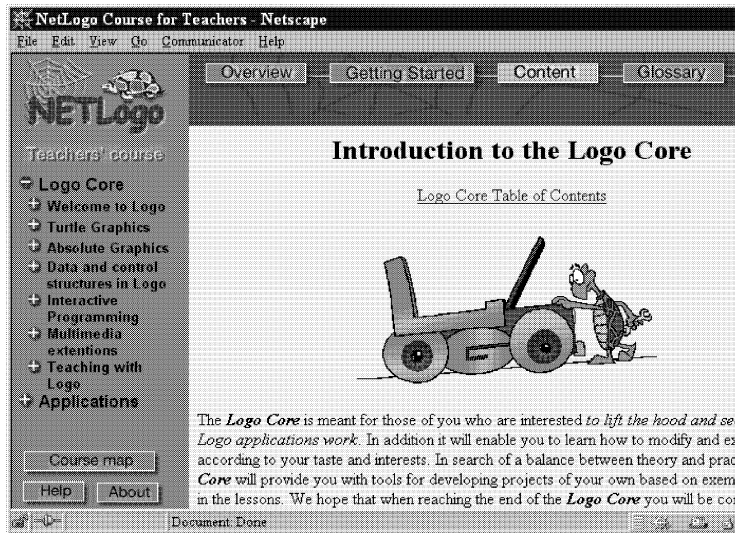 NetLogo Course for Teachers - Netscape
File Edit View Go Communicator Help
Overview Getting Started Content Glossary
NETLogo
Teachers' course
Logo Core
Welcome to Logo
Turtle Graphics
Absolute Graphics
Data and control
structures in Logo
Interactive
Programming
Multimedia
extentions
Teaching with
Logo
Applications
Course map
Help About
Introduction to the Logo Core
Logo Core Table of Contents
The Logo Core is meant for those of you who are interested to lift the hood and se
Logo applications work. In addition it will enable you to learn how to modify and ex
according to your taste and interests. In search of a balance between theory and prac
Core will provide you with tools for developing projects of your own based on exem
in the lessons. We hope that when reaching the end of the Logo Core you will be co
Document: Done